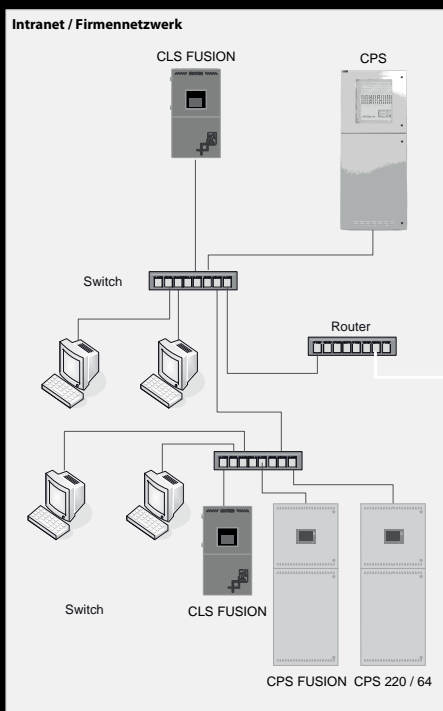 Intranet / Firmennetzwerk
CLS FUSION
CPS
Switch
Router
Switch
CLS FUSION
CPS FUSION
CPS 220 / 64